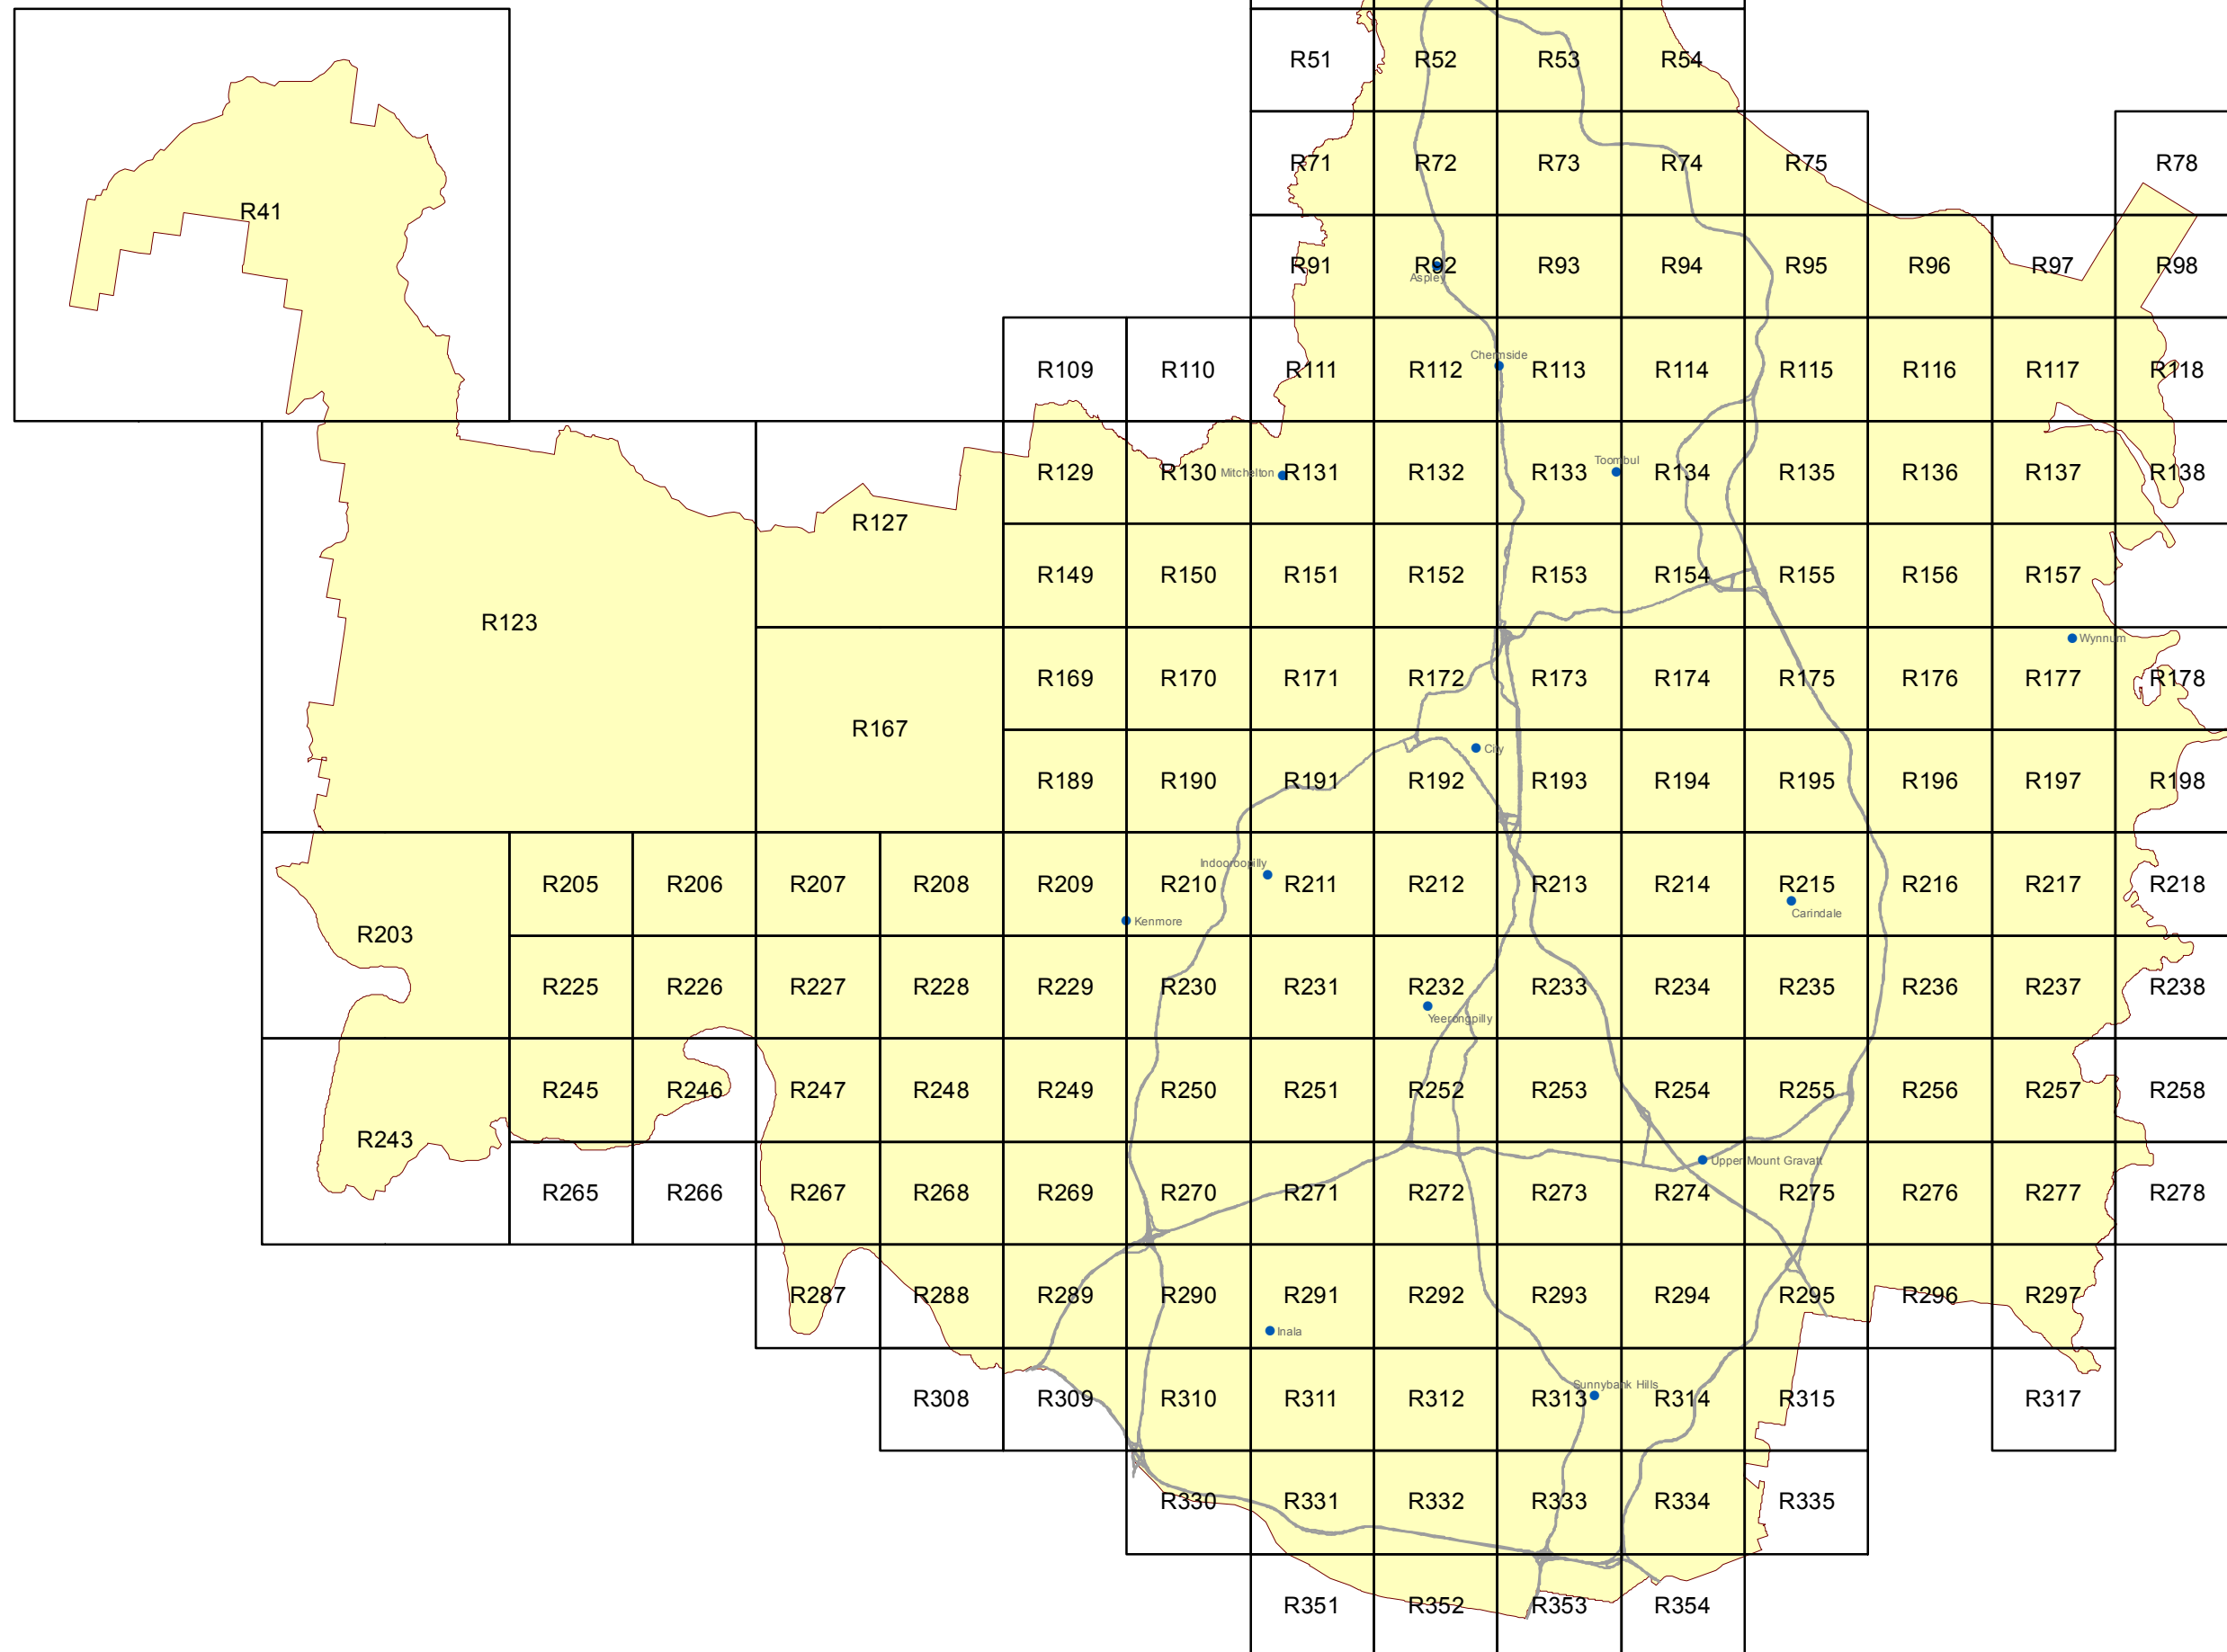 R51 R52 R53 R54
R71 R72 R73 R74 R75 R78
R41
R91 R92 R93 R94 R95 R96 R97 R98
Aspley
Chermside
R109 R110 R111 R112 R113 R114 R115 R116 R117 R118
Toombul
R129 R130 Mitchelton R131 R132 R133 R134 R135 R136 R137 R138
R127
R149 R150 R151 R152 R153 R154 R155 R156 R157
R123
Wynnum
R169 R170 R171 R172 R173 R174 R175 R176 R177 R178
R167
City
R189 R190 R191 R192 R193 R194 R195 R196 R197 R198
Indooroopilly
R205 R206 R207 R208 R209 R210 R211 R212 R213 R214 R215 R216 R217 R218
Carindale
Kenmore
R203
R225 R226 R227 R228 R229 R230 R231 R232 R233 R234 R235 R236 R237 R238
Yeerongpilly
R245 R246 R247 R248 R249 R250 R251 R252 R253 R254 R255 R256 R257 R258
R243
Upper Mount Gravatt
R265 R266 R267 R268 R269 R270 R271 R272 R273 R274 R275 R276 R277 R278
R287 R288 R289 R290 R291 R292 R293 R294 R295 R296 R297
Inala
Sunnybank Hills
R308 R309 R310 R311 R312 R313 R314 R315 R317
R330 R331 R332 R333 R334 R335
R351 R352 R353 R354